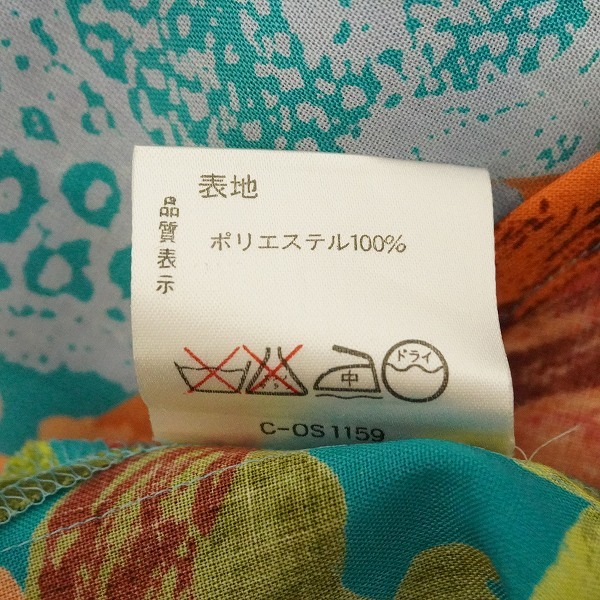 品質表示
表地
ポリエステル100%
中
ドライ
C-OS1159